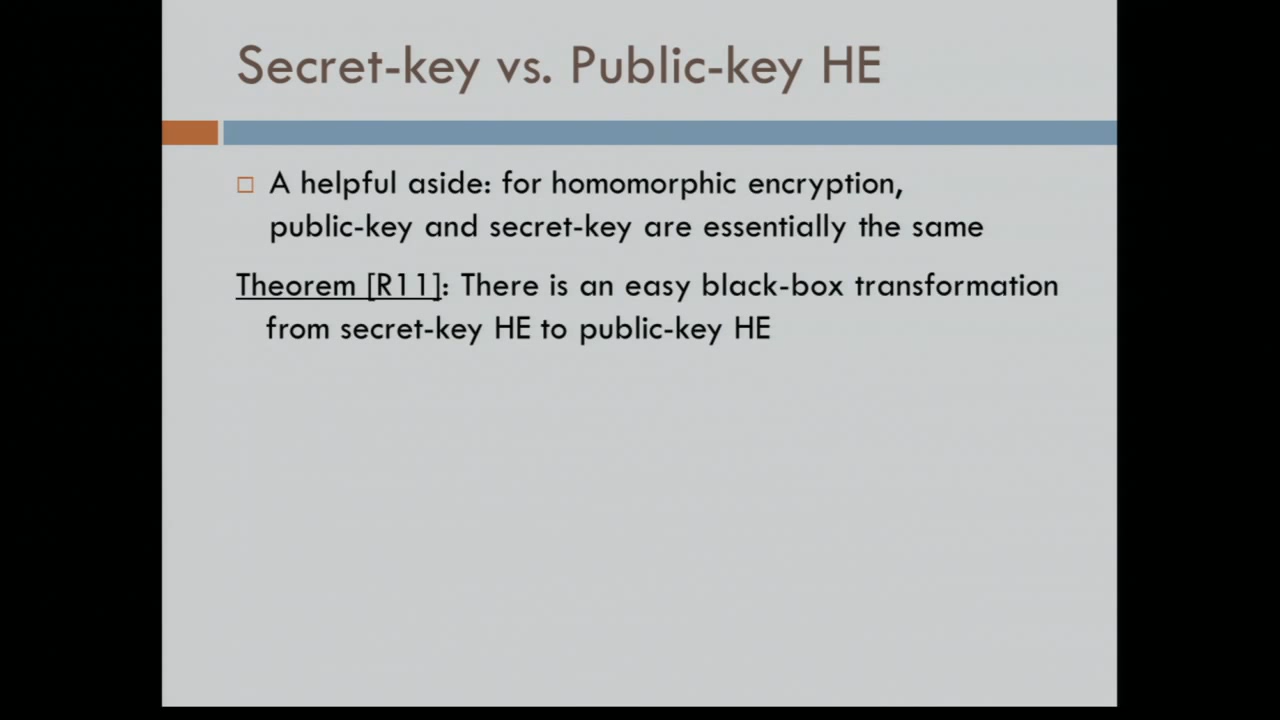 Secret-key vs. Public-key HE
A helpful aside: for homomorphic encryption,
public-key and secret-key are essentially the same
Theorem [R11]: There is an easy black-box transformation
from secret-key HE to public-key HE